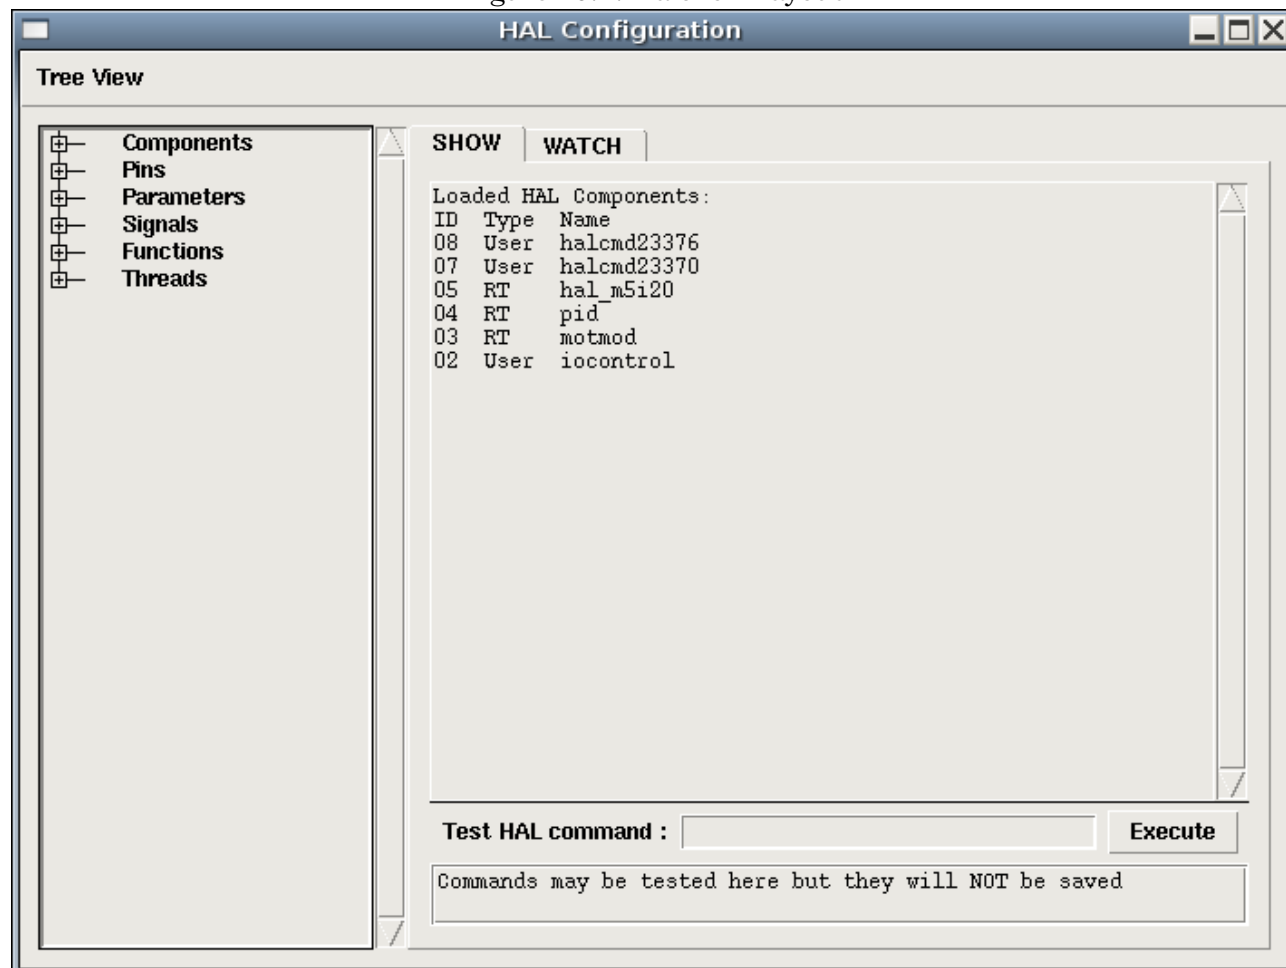 HAL Configuration
Tree View
Components
Pins
Parameters
Signals
Functions
Threads
SHOW
WATCH
Loaded HAL Components:
ID Type Name
08 User halcmd23376
07 User halcmd23370
05 RT hal_m5i20
04 RT pid
03 RT motmod
02 User iocontrol
Test HAL command :
Execute
Commands may be tested here but they will NOT be saved